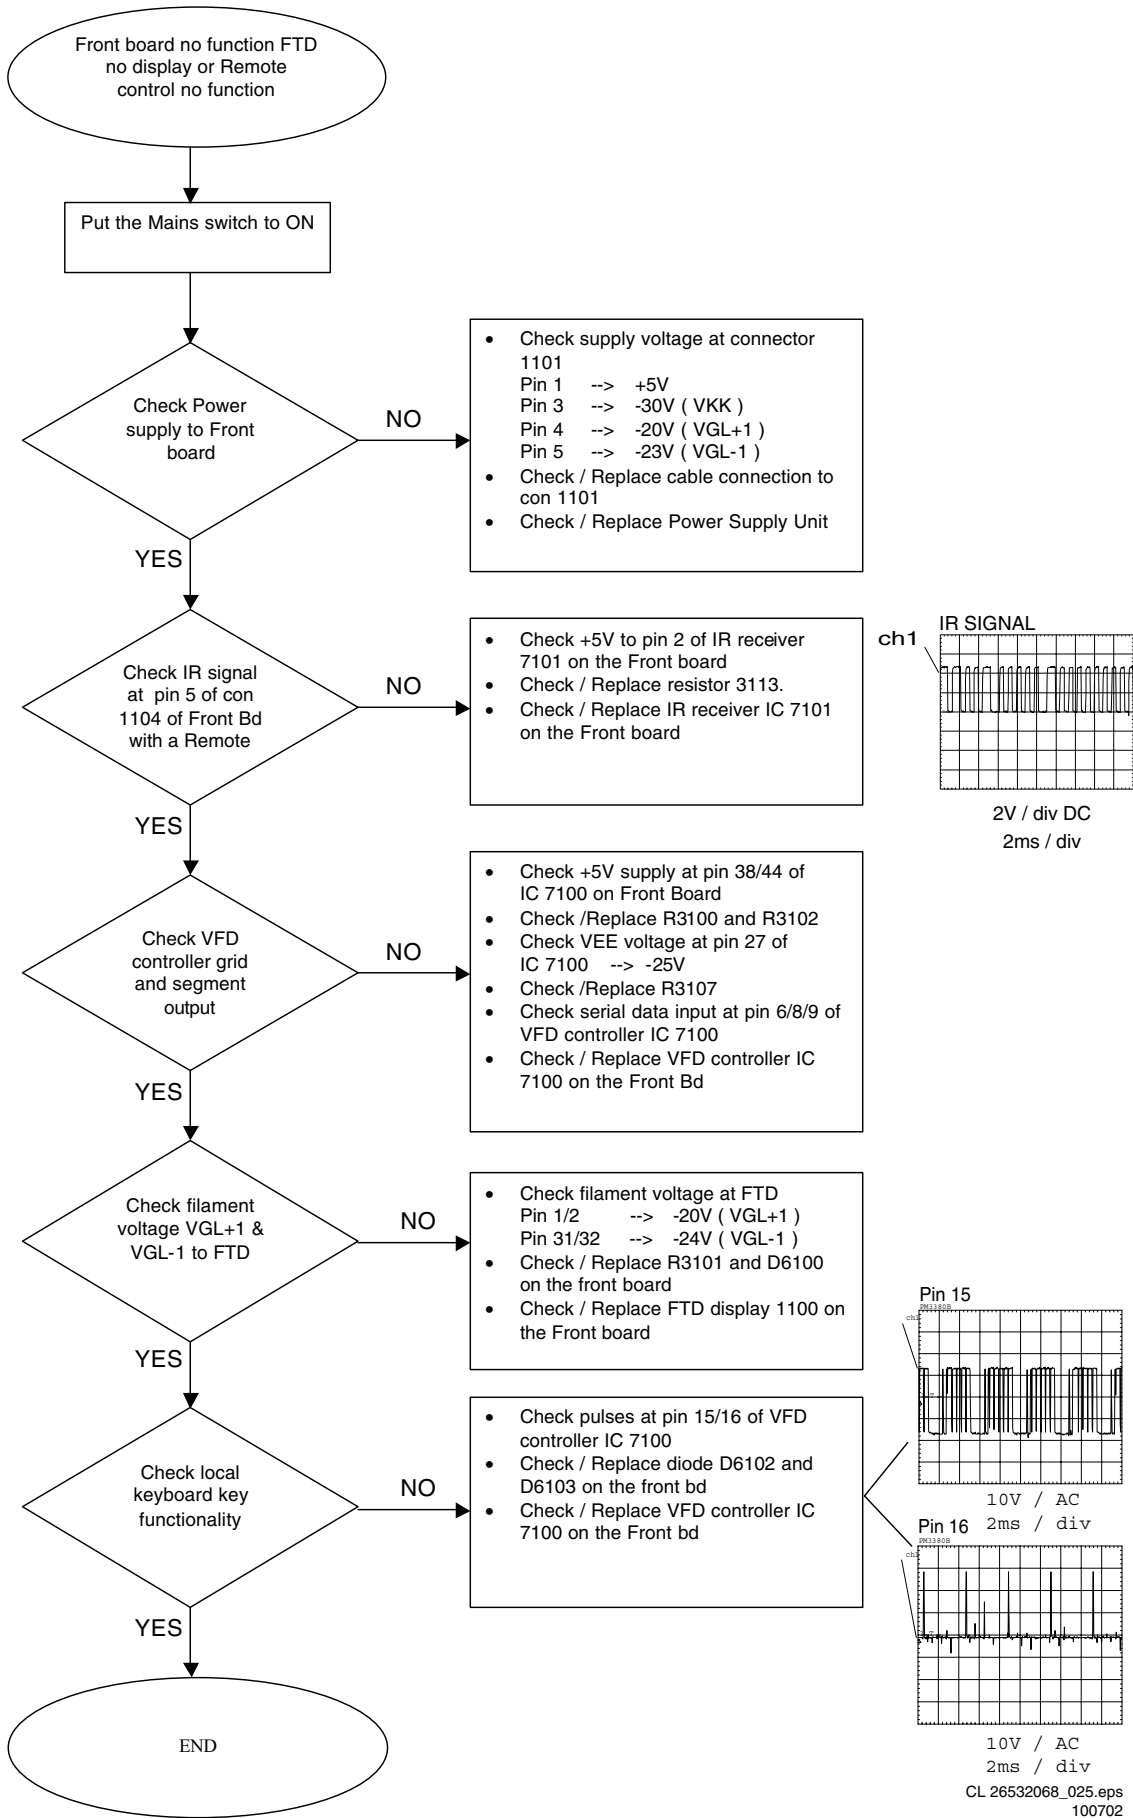 Front board no function FTD
no display or Remote
control no function
Put the Mains switch to ON
Check Power
supply to Front
board
NO
• Check supply voltage at connector
1101
Pin 1 --> +5V
Pin 3 --> -30V ( VKK )
Pin 4 --> -20V ( VGL+1 )
Pin 5 --> -23V ( VGL-1 )
• Check / Replace cable connection to
con 1101
• Check / Replace Power Supply Unit
YES
Check IR signal
at pin 5 of con
1104 of Front Bd
with a Remote
NO
• Check +5V to pin 2 of IR receiver
7101 on the Front board
• Check / Replace resistor 3113.
• Check / Replace IR receiver IC 7101
on the Front board
IR SIGNAL
ch1
2V / div DC
2ms / div
YES
Check VFD
controller grid
and segment
output
NO
• Check +5V supply at pin 38/44 of
IC 7100 on Front Board
• Check /Replace R3100 and R3102
• Check VEE voltage at pin 27 of
IC 7100 --> -25V
• Check /Replace R3107
• Check serial data input at pin 6/8/9 of
VFD controller IC 7100
• Check / Replace VFD controller IC
7100 on the Front Bd
YES
Check filament
voltage VGL+1 &
VGL-1 to FTD
NO
• Check filament voltage at FTD
Pin 1/2 --> -20V ( VGL+1 )
Pin 31/32 --> -24V ( VGL-1 )
• Check / Replace R3101 and D6100
on the front board
• Check / Replace FTD display 1100 on
the Front board
YES
Check local
keyboard key
functionality
NO
• Check pulses at pin 15/16 of VFD
controller IC 7100
• Check / Replace diode D6102 and
D6103 on the front bd
• Check / Replace VFD controller IC
7100 on the Front bd
Pin 15
PM3380B
ch1
10V / AC
2ms / div
Pin 16
PM3380B
ch1
10V / AC
2ms / div
YES
END
CL 26532068_025.eps
100702